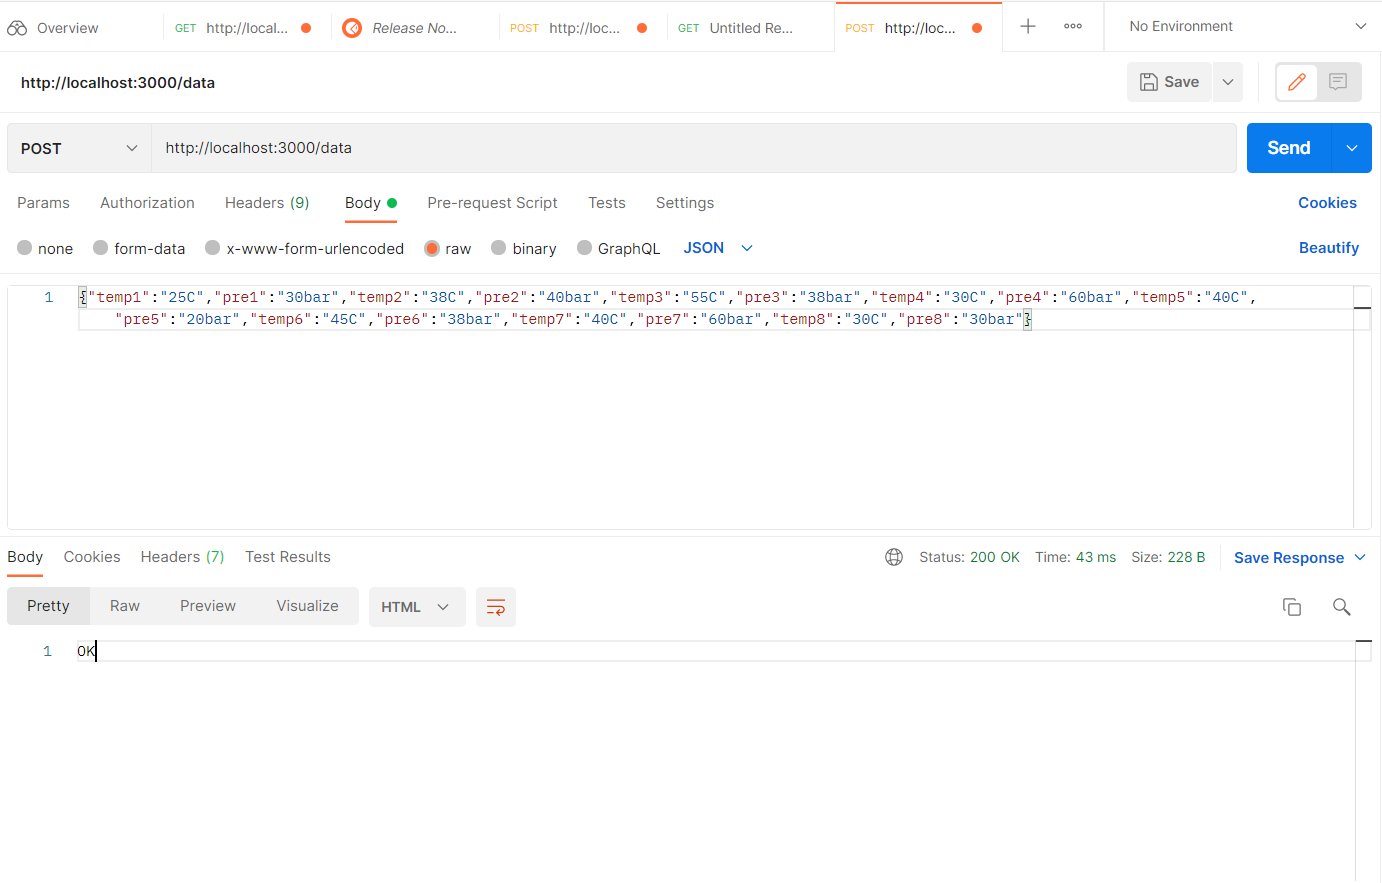 Overview GET http://local... Release No... POST http://loc... GET Untitled Re... POST http://loc... No Environment
http://localhost:3000/data Save
POST http://localhost:3000/data Send
Params Authorization Headers (9) Body Pre-request Script Tests Settings Cookies
none form-data x-www-form-urlencoded raw binary GraphQL JSON Beautify
1 {"temp1":"25C","pre1":"30bar","temp2":"38C","pre2":"40bar","temp3":"55C","pre3":"38bar","temp4":"30C","pre4":"60bar","temp5":"40C",
"pre5":"20bar","temp6":"45C","pre6":"38bar","temp7":"40C","pre7":"60bar","temp8":"30C","pre8":"30bar"}
Body Cookies Headers (7) Test Results Status: 200 OK Time: 43 ms Size: 228 B Save Response
Pretty Raw Preview Visualize HTML
1 OK